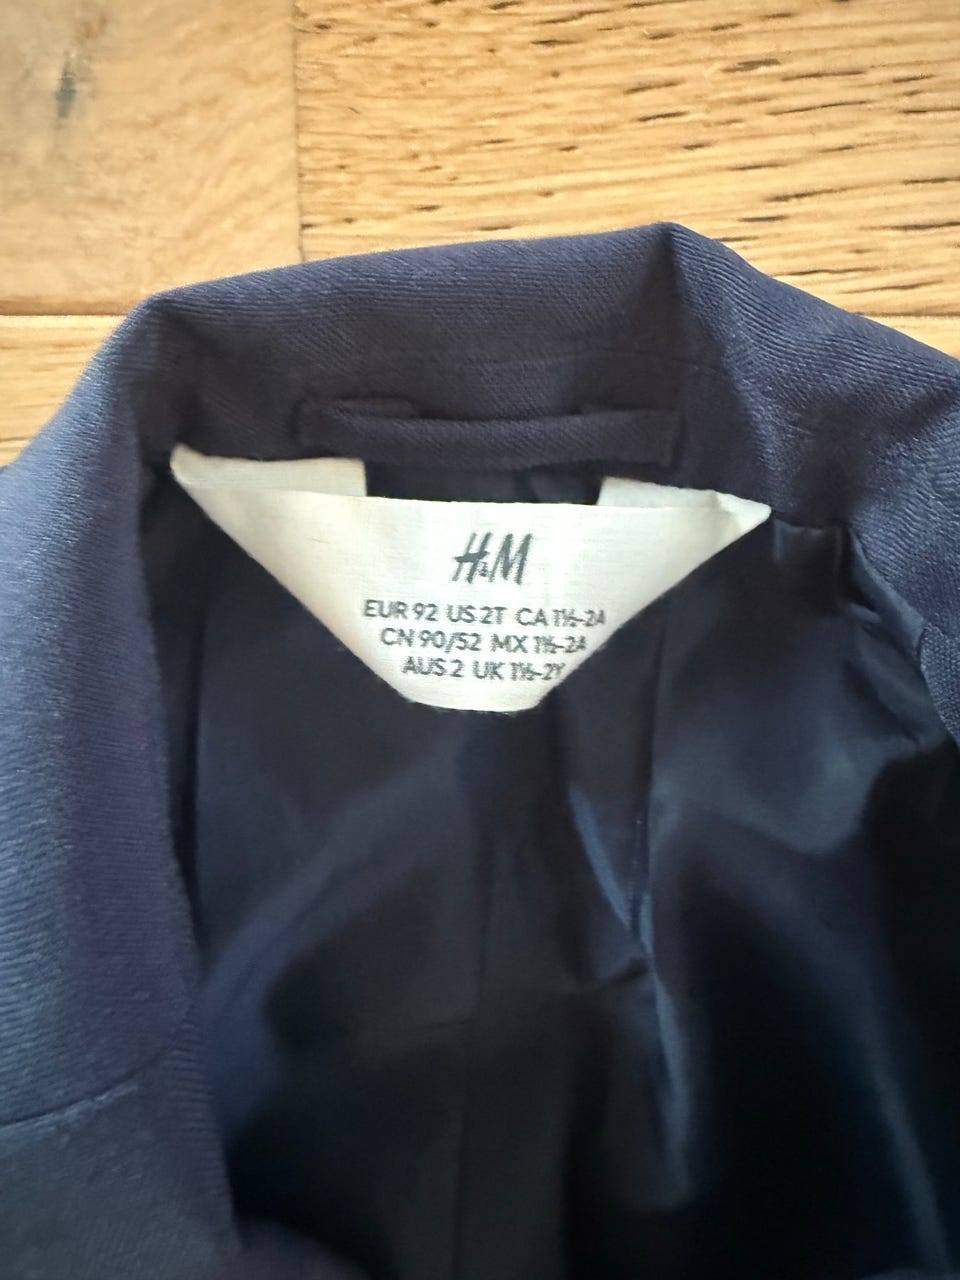 H&M
EUR 92 US 2T CA 1½-2A
CN 90/52 MX 1½-2A
AUS 2 UK 1½-2Y